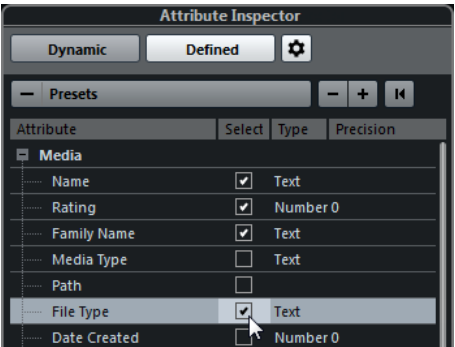 Attribute Inspector
Dynamic Defined
Presets
Attribute Select Type Precision
Media
Name Text
Rating Number 0
Family Name Text
Media Type Text
Path
File Type Text
Date Created Number 0